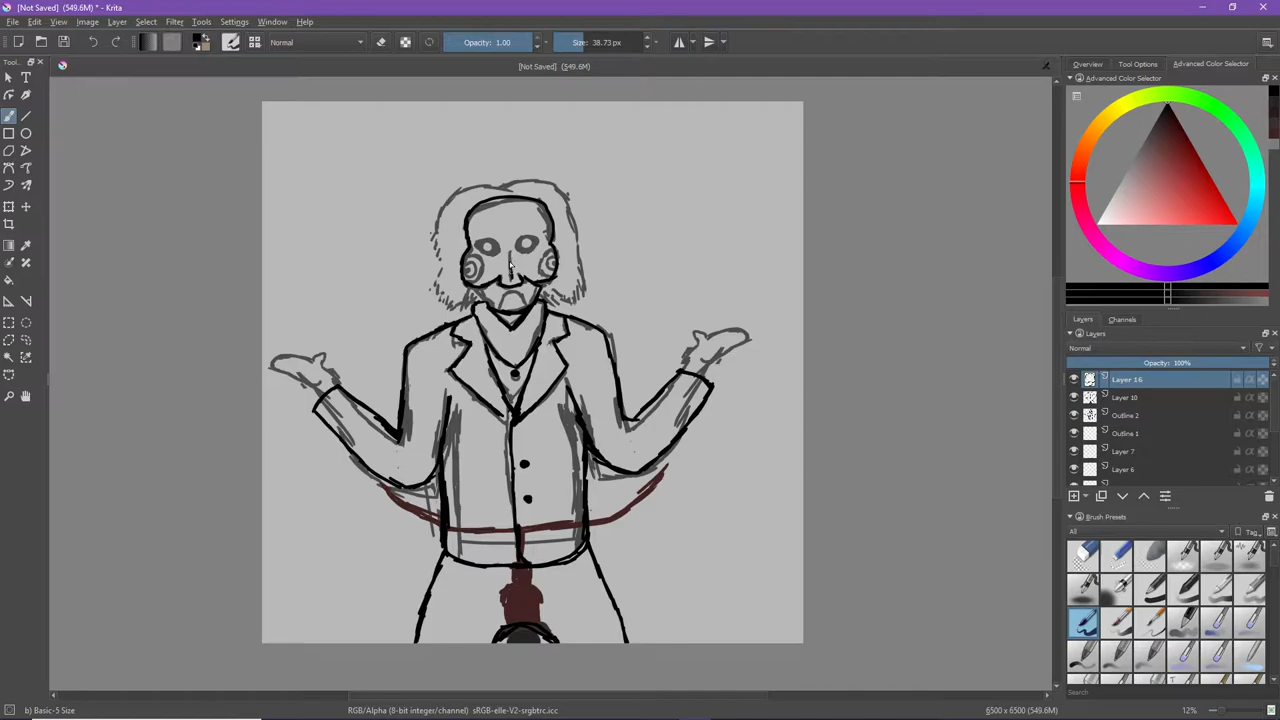 [Not Saved] (549.6M) * - Krita
File Edit View Image Layer Select Filter Tools Settings Window Help
Normal Opacity: 1.00 Size: 38.73 px
Tool...
[Not Saved] (549.6M)
Overview Tool Options Advanced Color Selector
Advanced Color Selector
Layers Channels
Layers
Normal
Opacity: 100%
Layer 16
Layer 10
Outline 2
Outline 1
Layer 7
Layer 6
Brush Presets
All Tag
Search
b) Basic-5 Size RGB/Alpha (8-bit integer/channel) sRGB-elle-V2-srgbtrc.icc 6500 x 6500 (549.6M) 12%